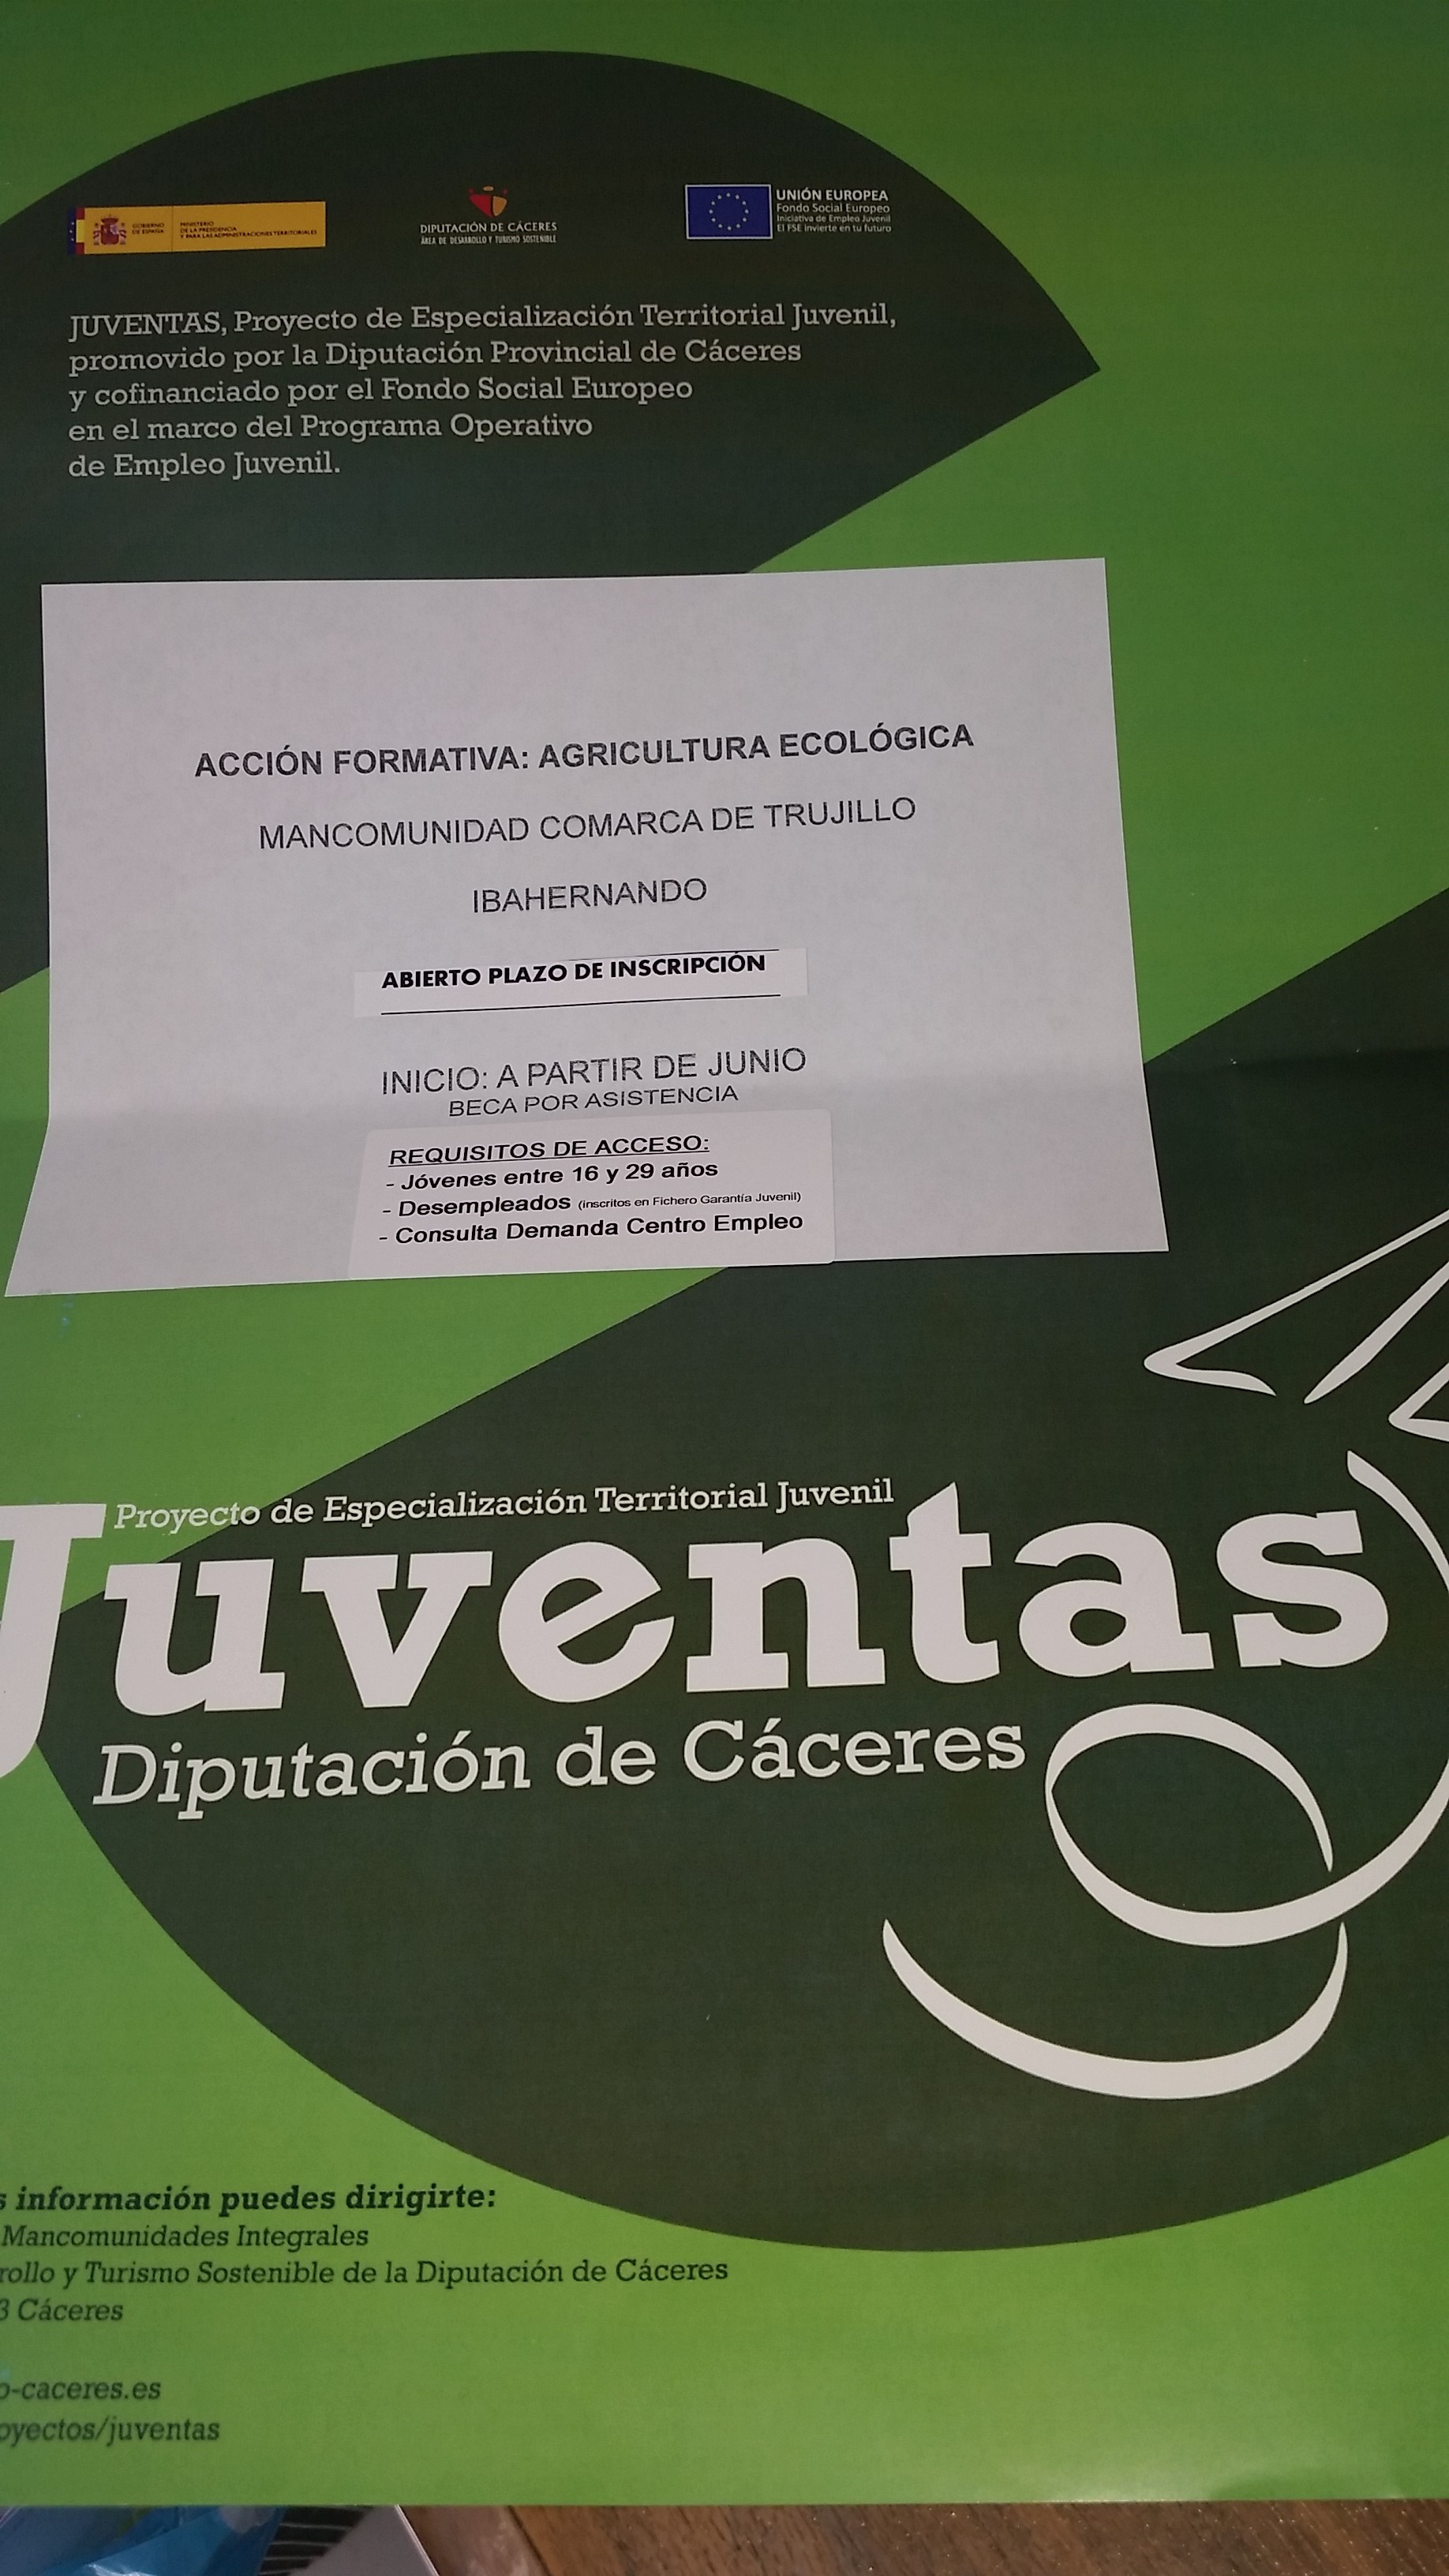 GOBIERNO
DE ESPAÑA
MINISTERIO
DE LA PRESIDENCIA
Y PARA LAS ADMINISTRACIONES TERRITORIALES
DIPUTACIÓN DE CÁCERES
ÁREA DE DESARROLLO Y TURISMO SOSTENIBLE
UNIÓN EUROPEA
Fondo Social Europeo
Iniciativa de Empleo Juvenil
El FSE invierte en tu futuro
JUVENTAS, Proyecto de Especialización Territorial Juvenil,
promovido por la Diputación Provincial de Cáceres
y cofinanciado por el Fondo Social Europeo
en el marco del Programa Operativo
de Empleo Juvenil.
ACCIÓN FORMATIVA: AGRICULTURA ECOLÓGICA
MANCOMUNIDAD COMARCA DE TRUJILLO
IBAHERNANDO
ABIERTO PLAZO DE INSCRIPCIÓN
INICIO: A PARTIR DE JUNIO
BECA POR ASISTENCIA
REQUISITOS DE ACCESO:
- Jóvenes entre 16 y 29 años
- Desempleados (inscritos en Fichero Garantía Juvenil)
- Consulta Demanda Centro Empleo
Proyecto de Especialización Territorial Juvenil
Juventas
Diputación de Cáceres
s información puedes dirigirte:
Mancomunidades Integrales
rollo y Turismo Sostenible de la Diputación de Cáceres
3 Cáceres
o-caceres.es
oyectos/juventas